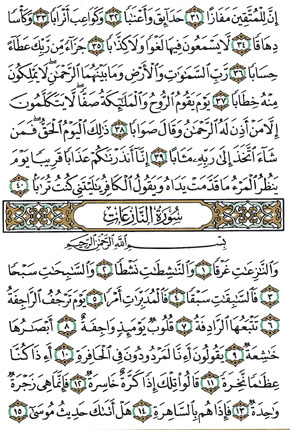 إِنَّ لِلْمُتَّقِينَ مَفَازًا ٣١ حَدَآئِقَ وَأَعْنَٰبًا ٣٢ وَكَوَاعِبَ أَتْرَابًا ٣٣ وَكَأْسًا
دِهَاقًا ٣٤ لَّا يَسْمَعُونَ فِيهَا لَغْوًا وَلَا كِذَّٰبًا ٣٥ جَزَآءً مِّن رَّبِّكَ عَطَآءً
حِسَابًا ٣٦ رَّبِّ ٱلسَّمَٰوَٰتِ وَٱلْأَرْضِ وَمَا بَيْنَهُمَا ٱلرَّحْمَٰنِ لَا يَمْلِكُونَ
مِنْهُ خِطَابًا ٣٧ يَوْمَ يَقُومُ ٱلرُّوحُ وَٱلْمَلَٰٓئِكَةُ صَفًّا لَّا يَتَكَلَّمُونَ
إِلَّا مَنْ أَذِنَ لَهُ ٱلرَّحْمَٰنُ وَقَالَ صَوَابًا ٣٨ ذَٰلِكَ ٱلْيَوْمُ ٱلْحَقُّ فَمَن
شَآءَ ٱتَّخَذَ إِلَىٰ رَبِّهِۦ مَـَٔابًا ٣٩ إِنَّآ أَنذَرْنَٰكُمْ عَذَابًا قَرِيبًا يَوْمَ
يَنظُرُ ٱلْمَرْءُ مَا قَدَّمَتْ يَدَاهُ وَيَقُولُ ٱلْكَافِرُ يَٰلَيْتَنِى كُنتُ تُرَٰبًا ٤٠
سُورَةُ النَّازِعَاتِ
بِسْمِ ٱللَّهِ ٱلرَّحْمَٰنِ ٱلرَّحِيمِ
وَٱلنَّٰزِعَٰتِ غَرْقًا ١ وَٱلنَّٰشِطَٰتِ نَشْطًا ٢ وَٱلسَّٰبِحَٰتِ سَبْحًا
٣ فَٱلسَّٰبِقَٰتِ سَبْقًا ٤ فَٱلْمُدَبِّرَٰتِ أَمْرًا ٥ يَوْمَ تَرْجُفُ ٱلرَّاجِفَةُ
٦ تَتْبَعُهَا ٱلرَّادِفَةُ ٧ قُلُوبٌ يَوْمَئِذٍ وَاجِفَةٌ ٨ أَبْصَٰرُهَا
خَٰشِعَةٌ ٩ يَقُولُونَ أَءِنَّا لَمَرْدُودُونَ فِى ٱلْحَافِرَةِ ١٠ أَءِذَا كُنَّا
عِظَٰمًا نَّخِرَةً ١١ قَالُوا۟ تِلْكَ إِذًا كَرَّةٌ خَاسِرَةٌ ١٢ فَإِنَّمَا هِىَ زَجْرَةٌ
وَٰحِدَةٌ ١٣ فَإِذَا هُم بِٱلسَّاهِرَةِ ١٤ هَلْ أَتَىٰكَ حَدِيثُ مُوسَىٰٓ ١٥